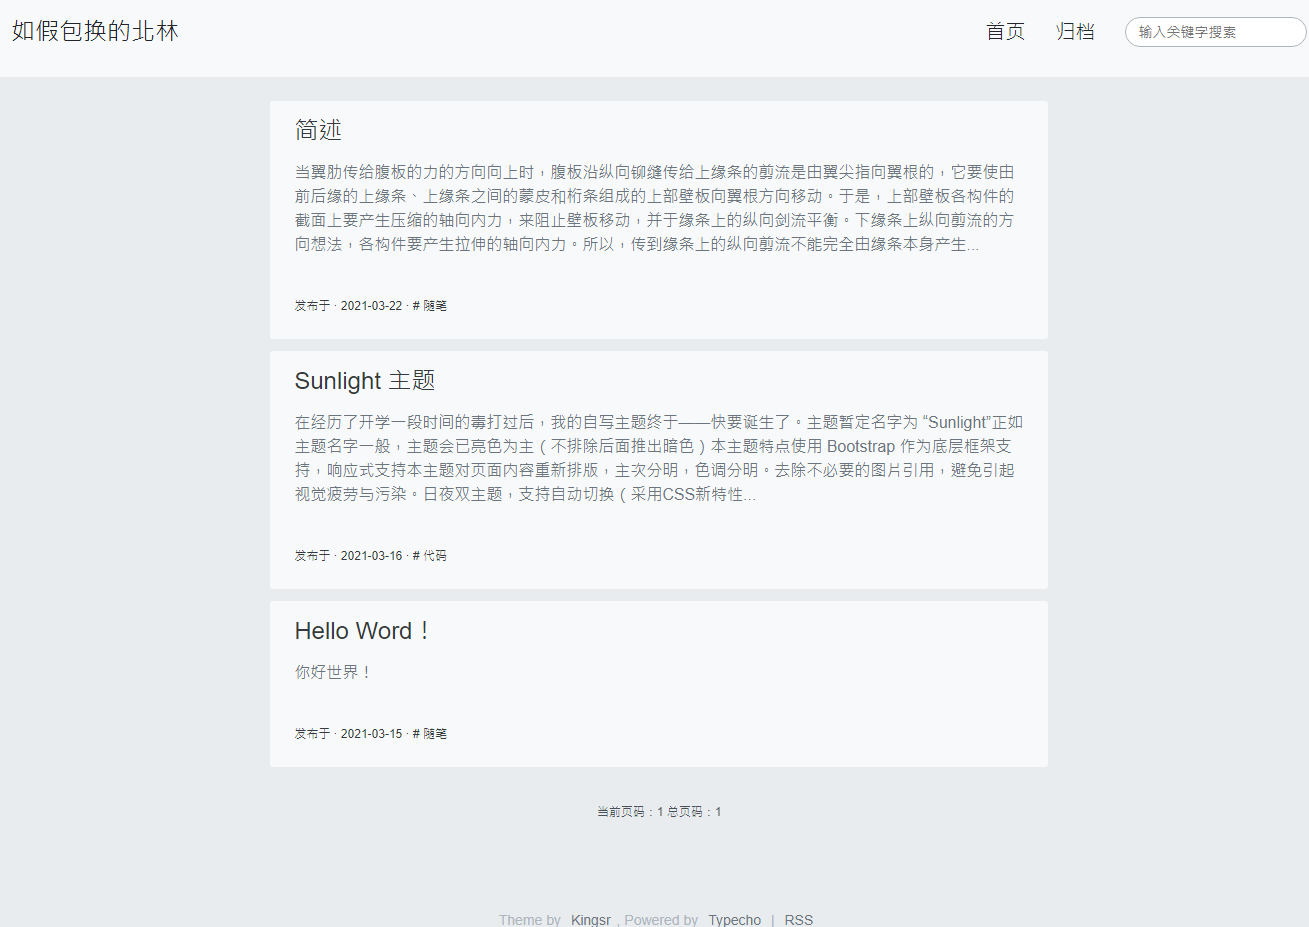 如假包换的北林
首页 归档 输入关键字搜索
简述
当翼肋传给腹板的力的方向向上时，腹板沿纵向铆缝传给上缘条的剪流是由翼尖指向翼根的，它要使由
前后缘的上缘条、上缘条之间的蒙皮和桁条组成的上部壁板向翼根方向移动。于是，上部壁板各构件的
截面上要产生压缩的轴向内力，来阻止壁板移动，并于缘条上的纵向剑流平衡。下缘条上纵向剪流的方
向想法，各构件要产生拉伸的轴向内力。所以，传到缘条上的纵向剪流不能完全由缘条本身产生...
发布于 · 2021-03-22 · # 随笔
Sunlight 主题
在经历了开学一段时间的毒打过后，我的自写主题终于——快要诞生了。主题暂定名字为 “Sunlight”正如
主题名字一般，主题会已亮色为主（不排除后面推出暗色）本主题特点使用 Bootstrap 作为底层框架支
持，响应式支持本主题对页面内容重新排版，主次分明，色调分明。去除不必要的图片引用，避免引起
视觉疲劳与污染。日夜双主题，支持自动切换（采用CSS新特性...
发布于 · 2021-03-16 · # 代码
Hello Word！
你好世界！
发布于 · 2021-03-15 · # 随笔
当前页码：1 总页码：1
Theme by Kingsr , Powered by Typecho | RSS